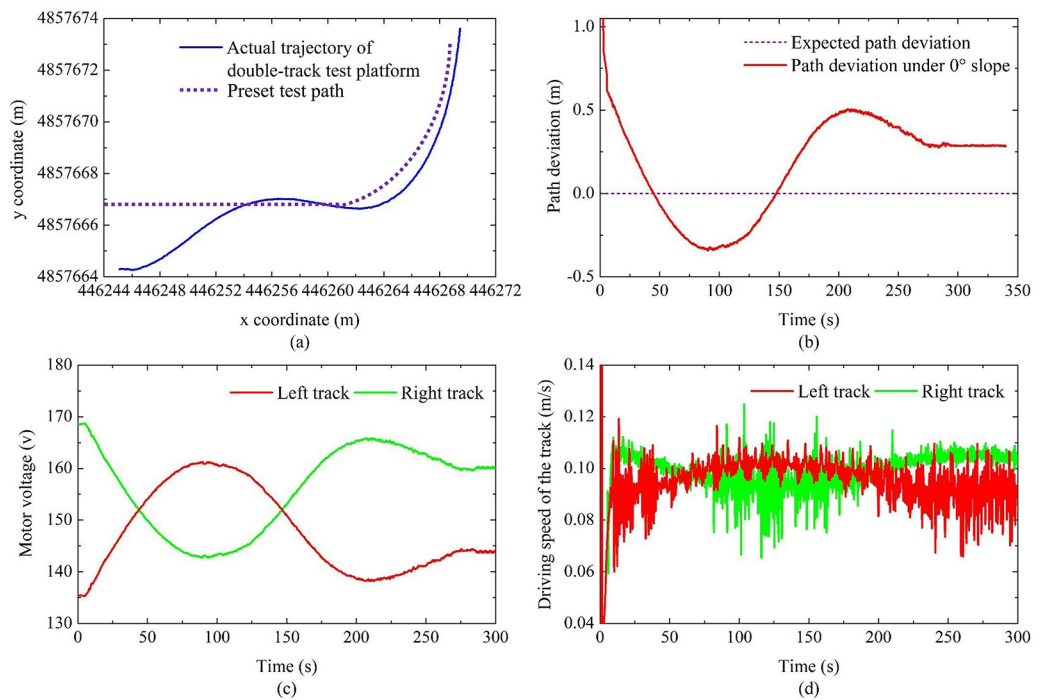 4857674
4857672
4857670
4857668
4857666
4857664
y coordinate (m)
Actual trajectory of
double-track test platform
Preset test path
446244 446248 446252 446256 446260 446264 446268 446272
x coordinate (m)
(a)
1.0
0.5
0.0
-0.5
Path deviation (m)
Expected path deviation
Path deviation under 0° slope
0 50 100 150 200 250 300 350
Time (s)
(b)
180
170
160
150
140
130
Motor voltage (v)
Left track Right track
0 50 100 150 200 250 300
Time (s)
(c)
0.14
0.12
0.10
0.08
0.06
0.04
Driving speed of the track (m/s)
Left track Right track
0 50 100 150 200 250 300
Time (s)
(d)